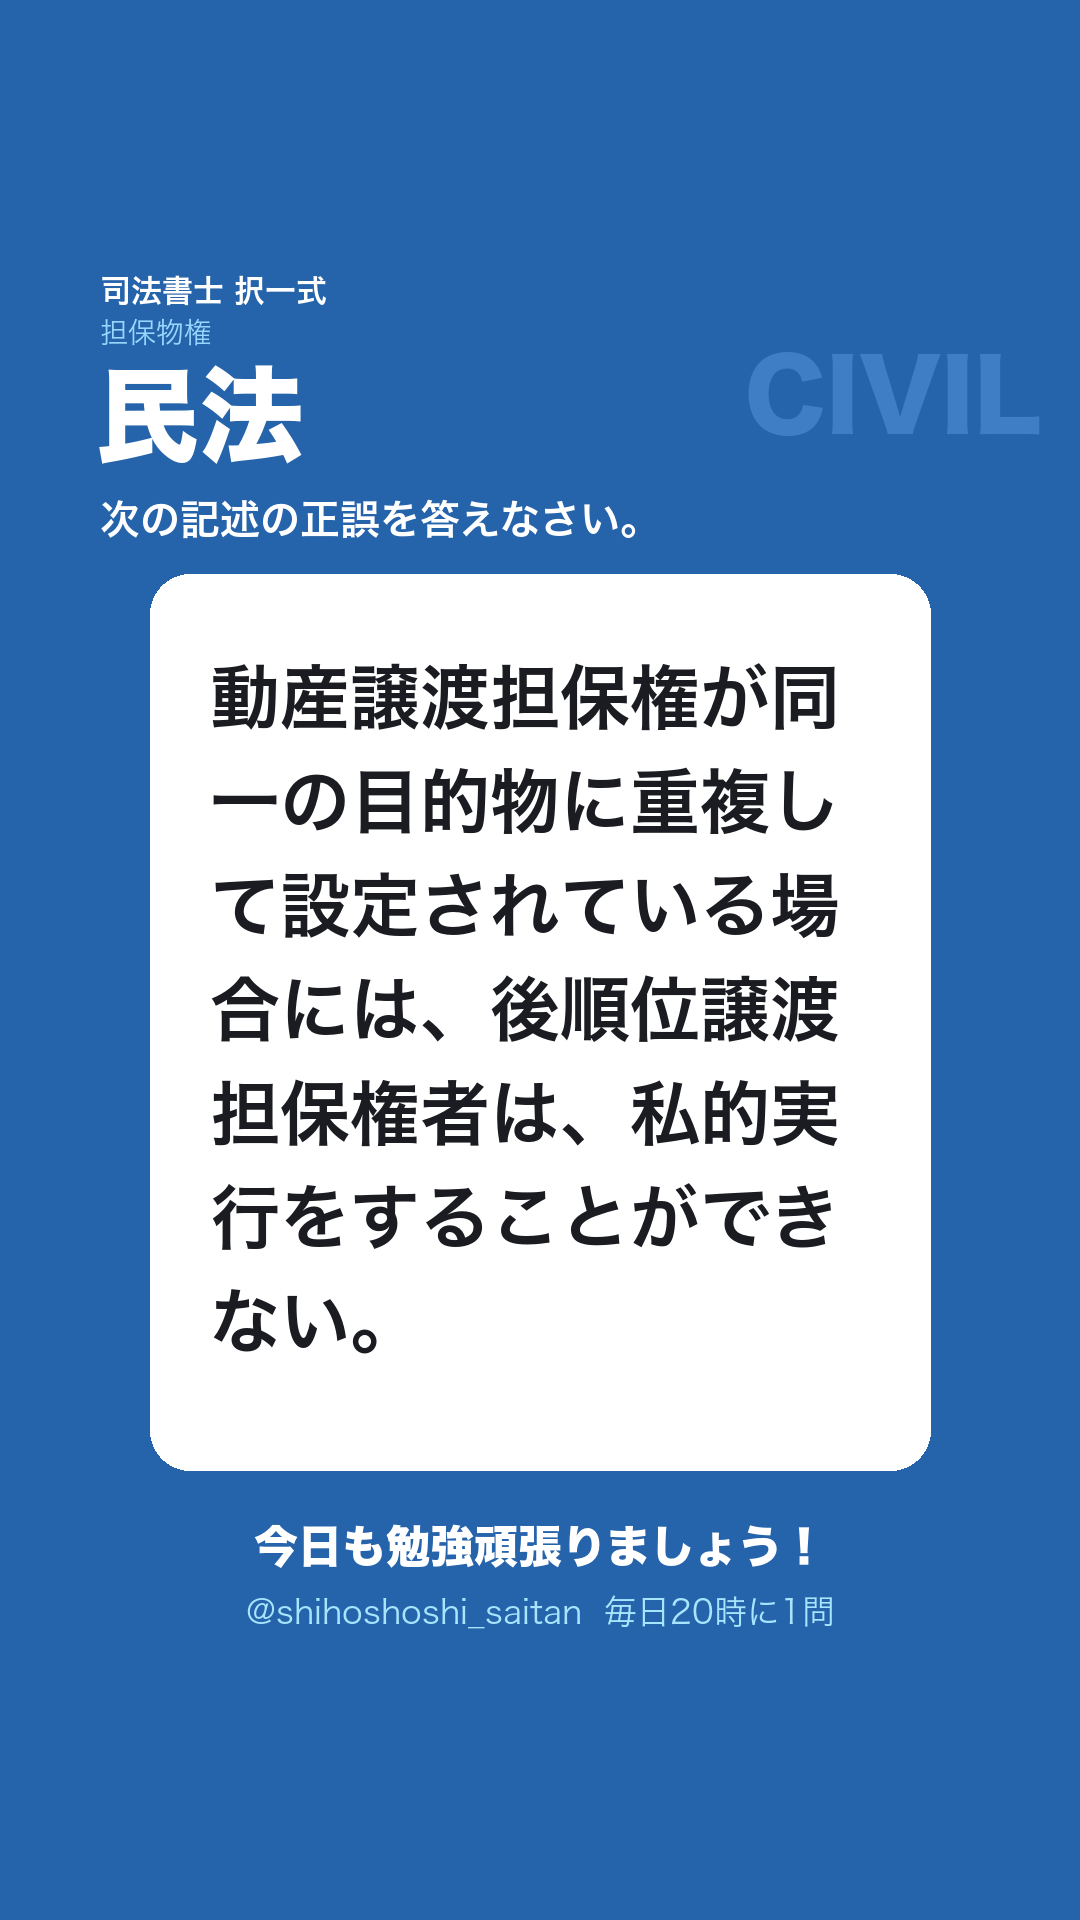 司法書士 択一式
担保物権
民法
CIVIL
次の記述の正誤を答えなさい。
動産譲渡担保権が同
一の目的物に重複し
て設定されている場
合には、後順位譲渡
担保権者は、私的実
行をすることができ
ない。
今日も勉強頑張りましょう！
@shihoshoshi_saitan 毎日20時に1問